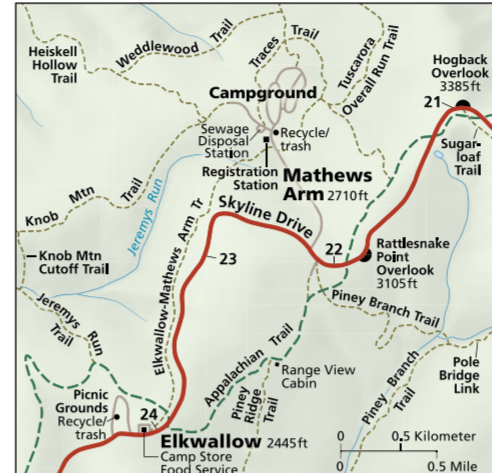 Heiskell
Hollow
Trail
Weddlewood Trail
Traces Trail
Tuscarora
Overall Run Trail
Hogback
Overlook
3385ft
21
Campground
Sewage
Disposal
Station
Recycle/
trash
Registration
Station
Mathews
Arm 2710ft
Sugar-
loaf
Trail
Knob Mtn Trail
Jeremys Run
Skyline Drive
Elkwallow-Mathews Arm Tr
23
22
Rattlesnake
Point
Overlook
3105ft
Knob Mtn
Cutoff Trail
Jeremys Run
Trail
Piney Branch Trail
Appalachian Trail
Range View
Cabin
Piney
Ridge
Trail
Piney Branch
Trail
Pole
Bridge
Link
Picnic
Grounds
Recycle/
trash
24
Elkwallow 2445ft
Camp Store
Food Service
0 0.5 Kilometer
0 0.5 Mile